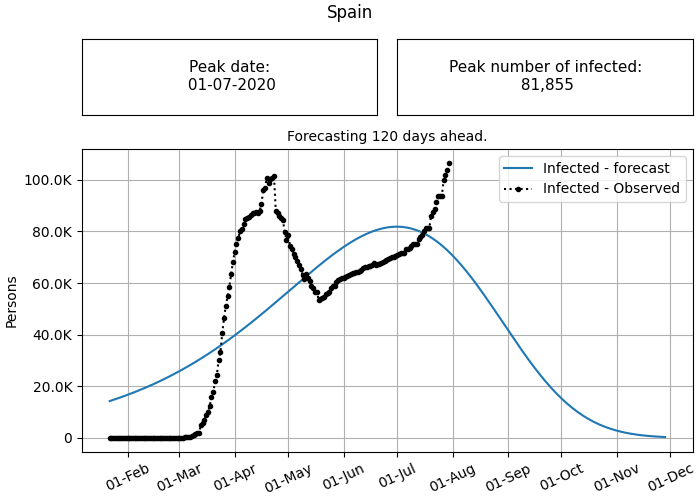 Spain
Peak date:
01-07-2020
Peak number of infected:
81,855
Forecasting 120 days ahead.
Infected - forecast
Infected - Observed
Persons
100.0K
80.0K
60.0K
40.0K
20.0K
0
01-Feb
01-Mar
01-Apr
01-May
01-Jun
01-Jul
01-Aug
01-Sep
01-Oct
01-Nov
01-Dec